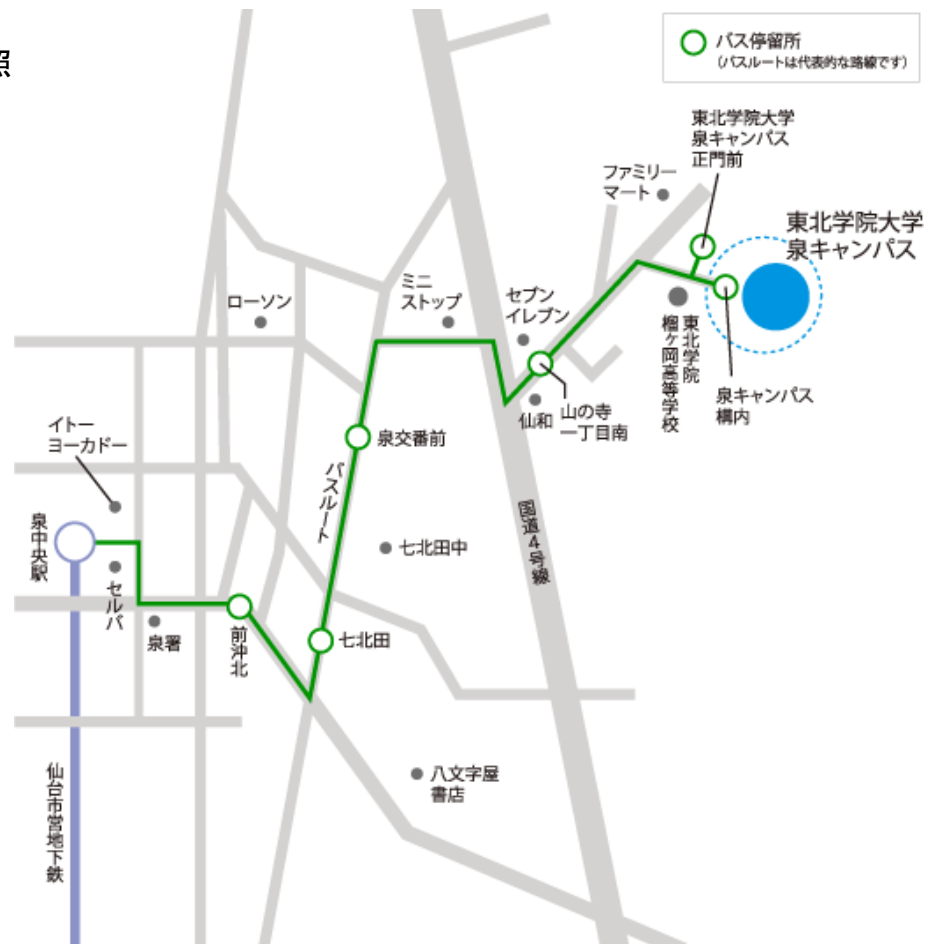 照
バス停留所
（バスルートは代表的な路線です）
東北学院大学
泉キャンパス
正門前
ファミリー
マート
東北学院大学
泉キャンパス
ミニ
ストップ
セブン
イレブン
ローソン
東北学院
榴ヶ岡高等学校
泉キャンパス
構内
仙和
山の寺
一丁目南
イトー
ヨーカドー
泉交番前
バスルート
国道4号線
泉中央駅
七北田中
セルバ
泉署
前沖北
七北田
仙台市営地下鉄
八文字屋
書店